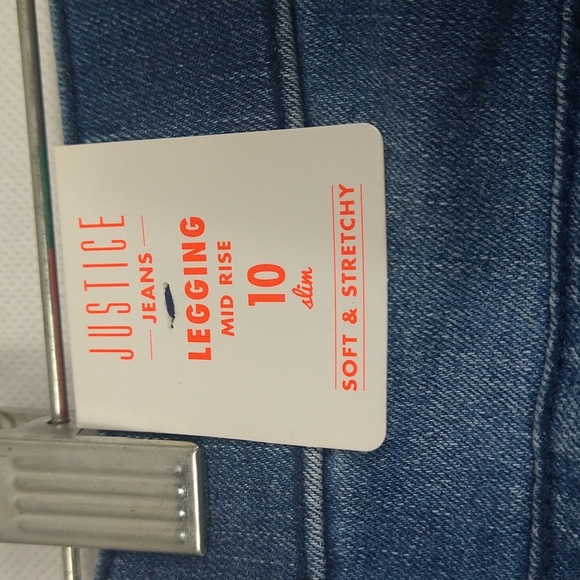 JUSTICE
JEANS
LEGGING
MID RISE
10
slim
SOFT & STRETCHY